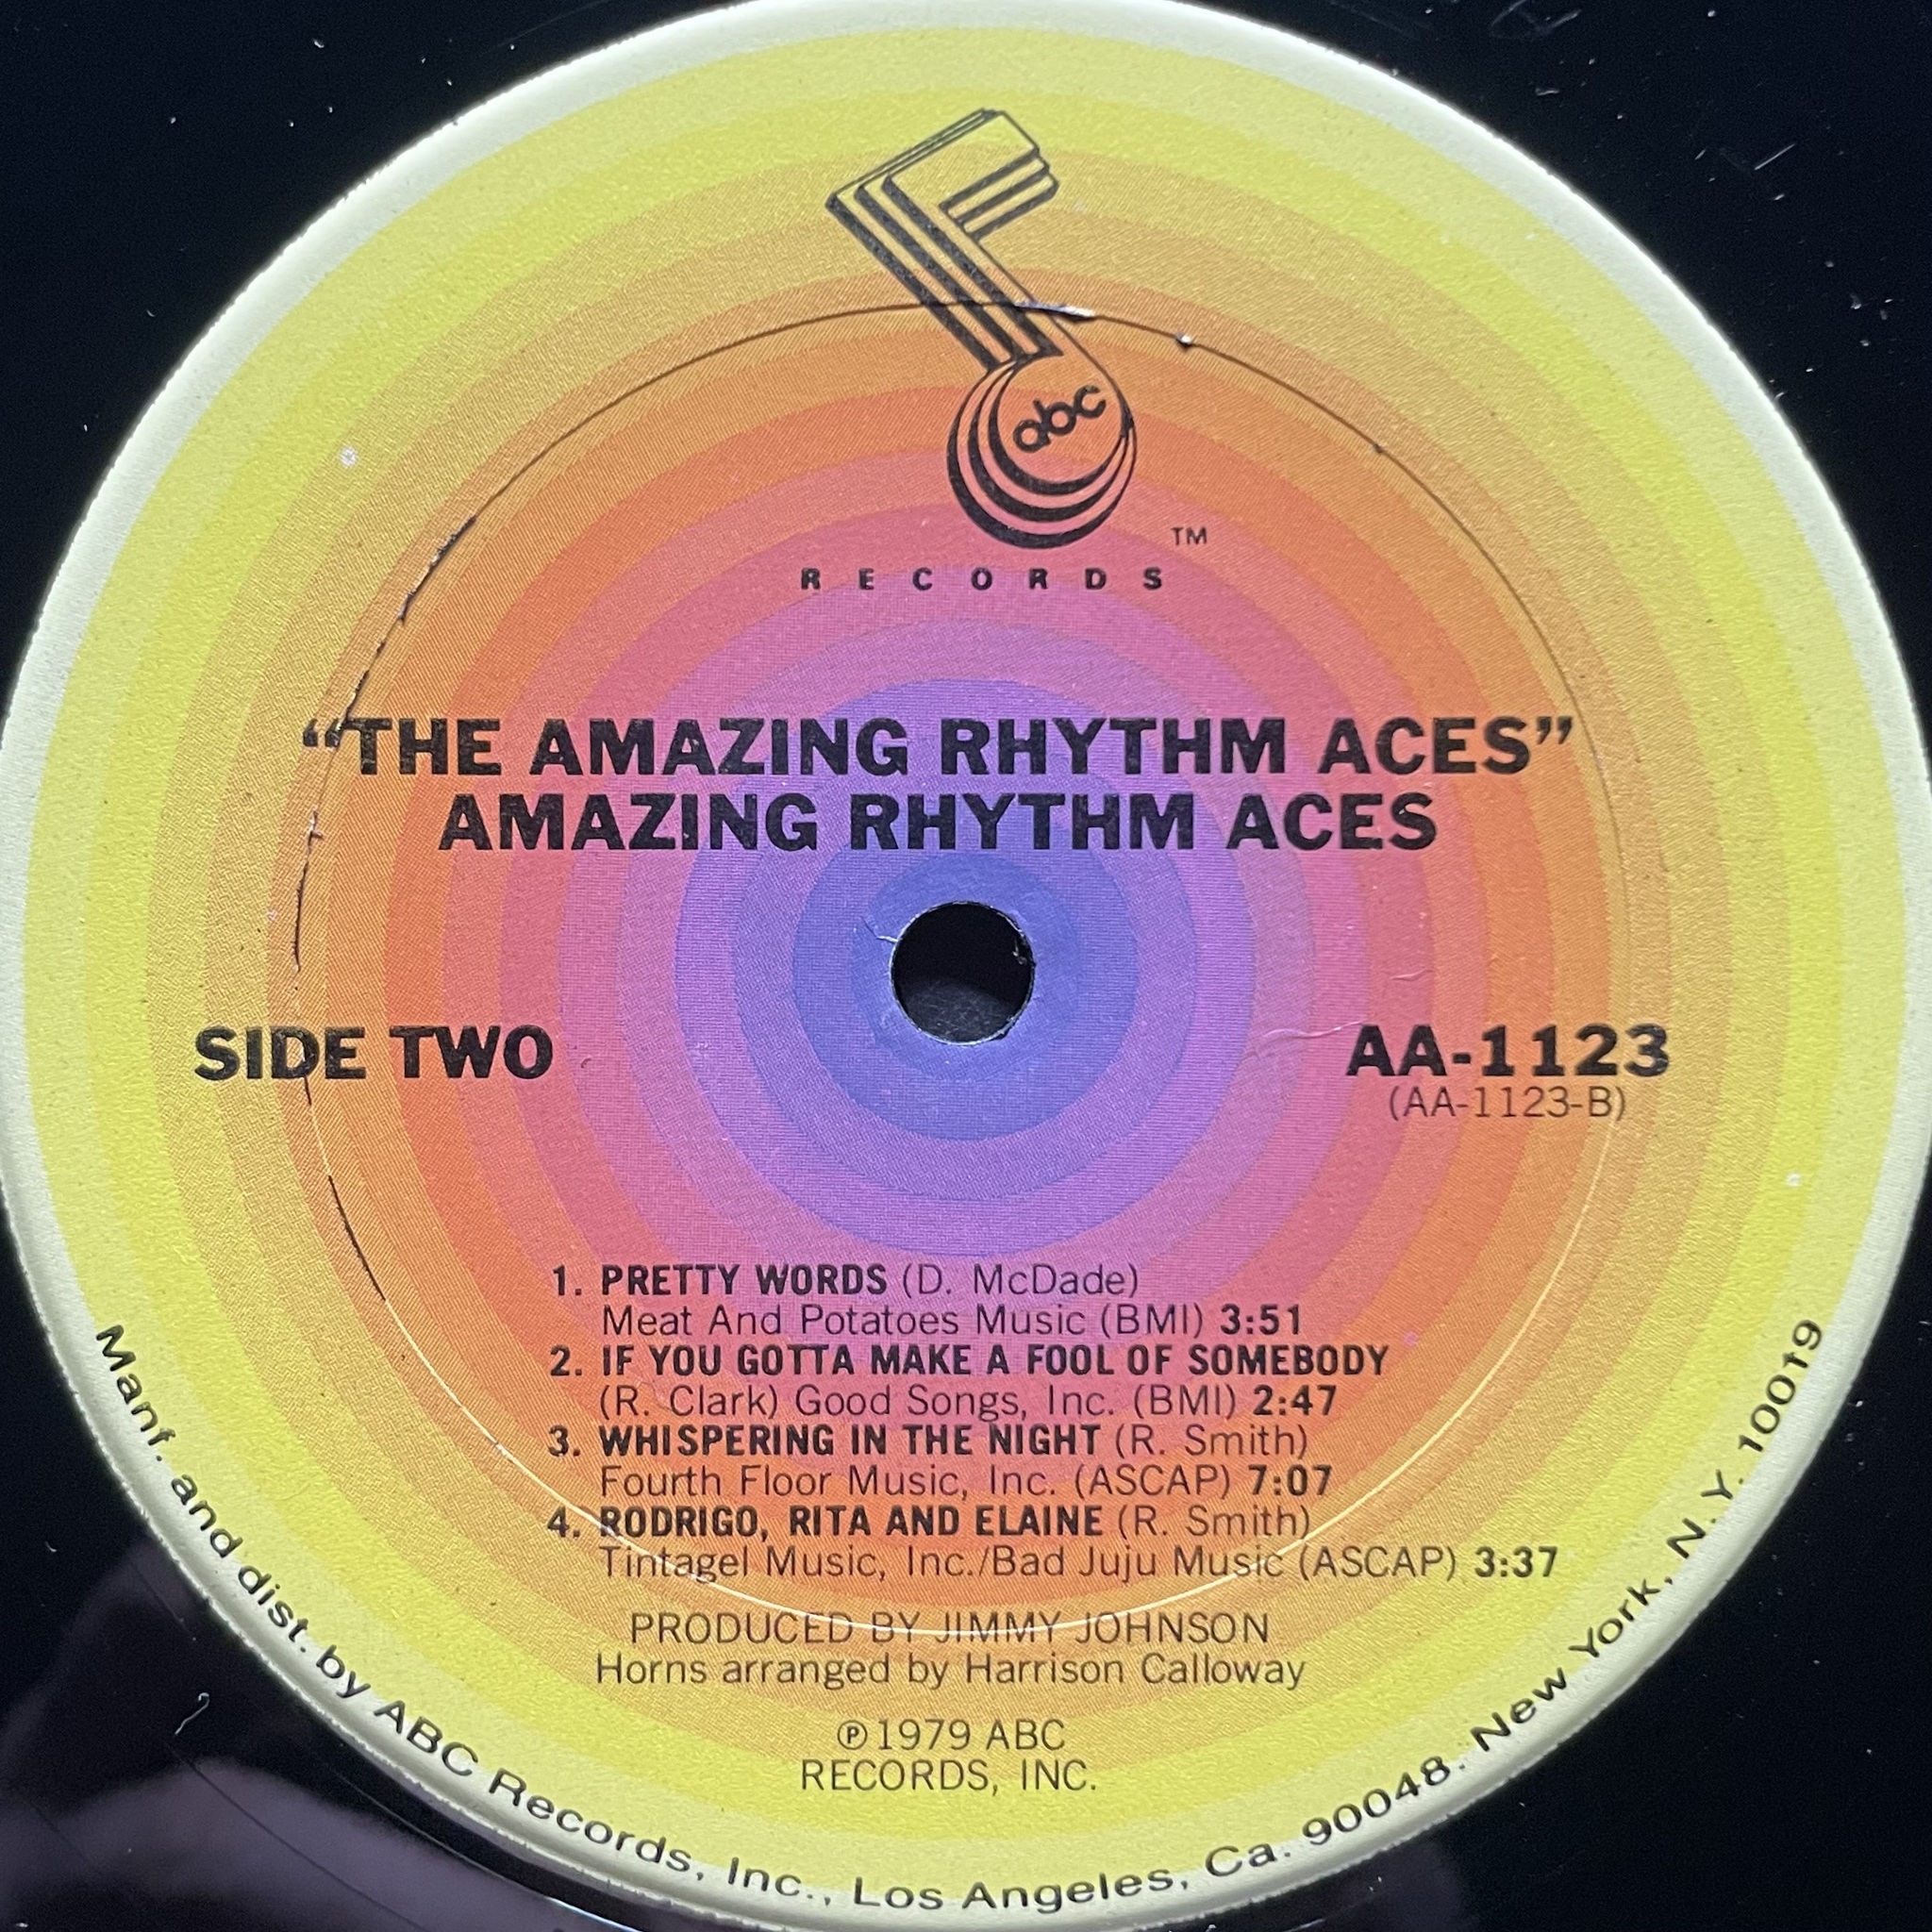 abc
TM
RECORDS
“THE AMAZING RHYTHM ACES”
AMAZING RHYTHM ACES
SIDE TWO
AA-1123
(AA-1123-B)
1. PRETTY WORDS (D. McDade)
Meat And Potatoes Music (BMI) 3:51
2. IF YOU GOTTA MAKE A FOOL OF SOMEBODY
(R. Clark) Good Songs, Inc. (BMI) 2:47
3. WHISPERING IN THE NIGHT (R. Smith)
Fourth Floor Music, Inc. (ASCAP) 7:07
4. RODRIGO, RITA AND ELAINE (R. Smith)
Tintagel Music, Inc./Bad Juju Music (ASCAP) 3:37
PRODUCED BY JIMMY JOHNSON
Horns arranged by Harrison Calloway
℗1979 ABC
RECORDS, INC.
Manf. and dist. by ABC Records, Inc., Los Angeles, Ca. 90048. New York, N.Y. 10019